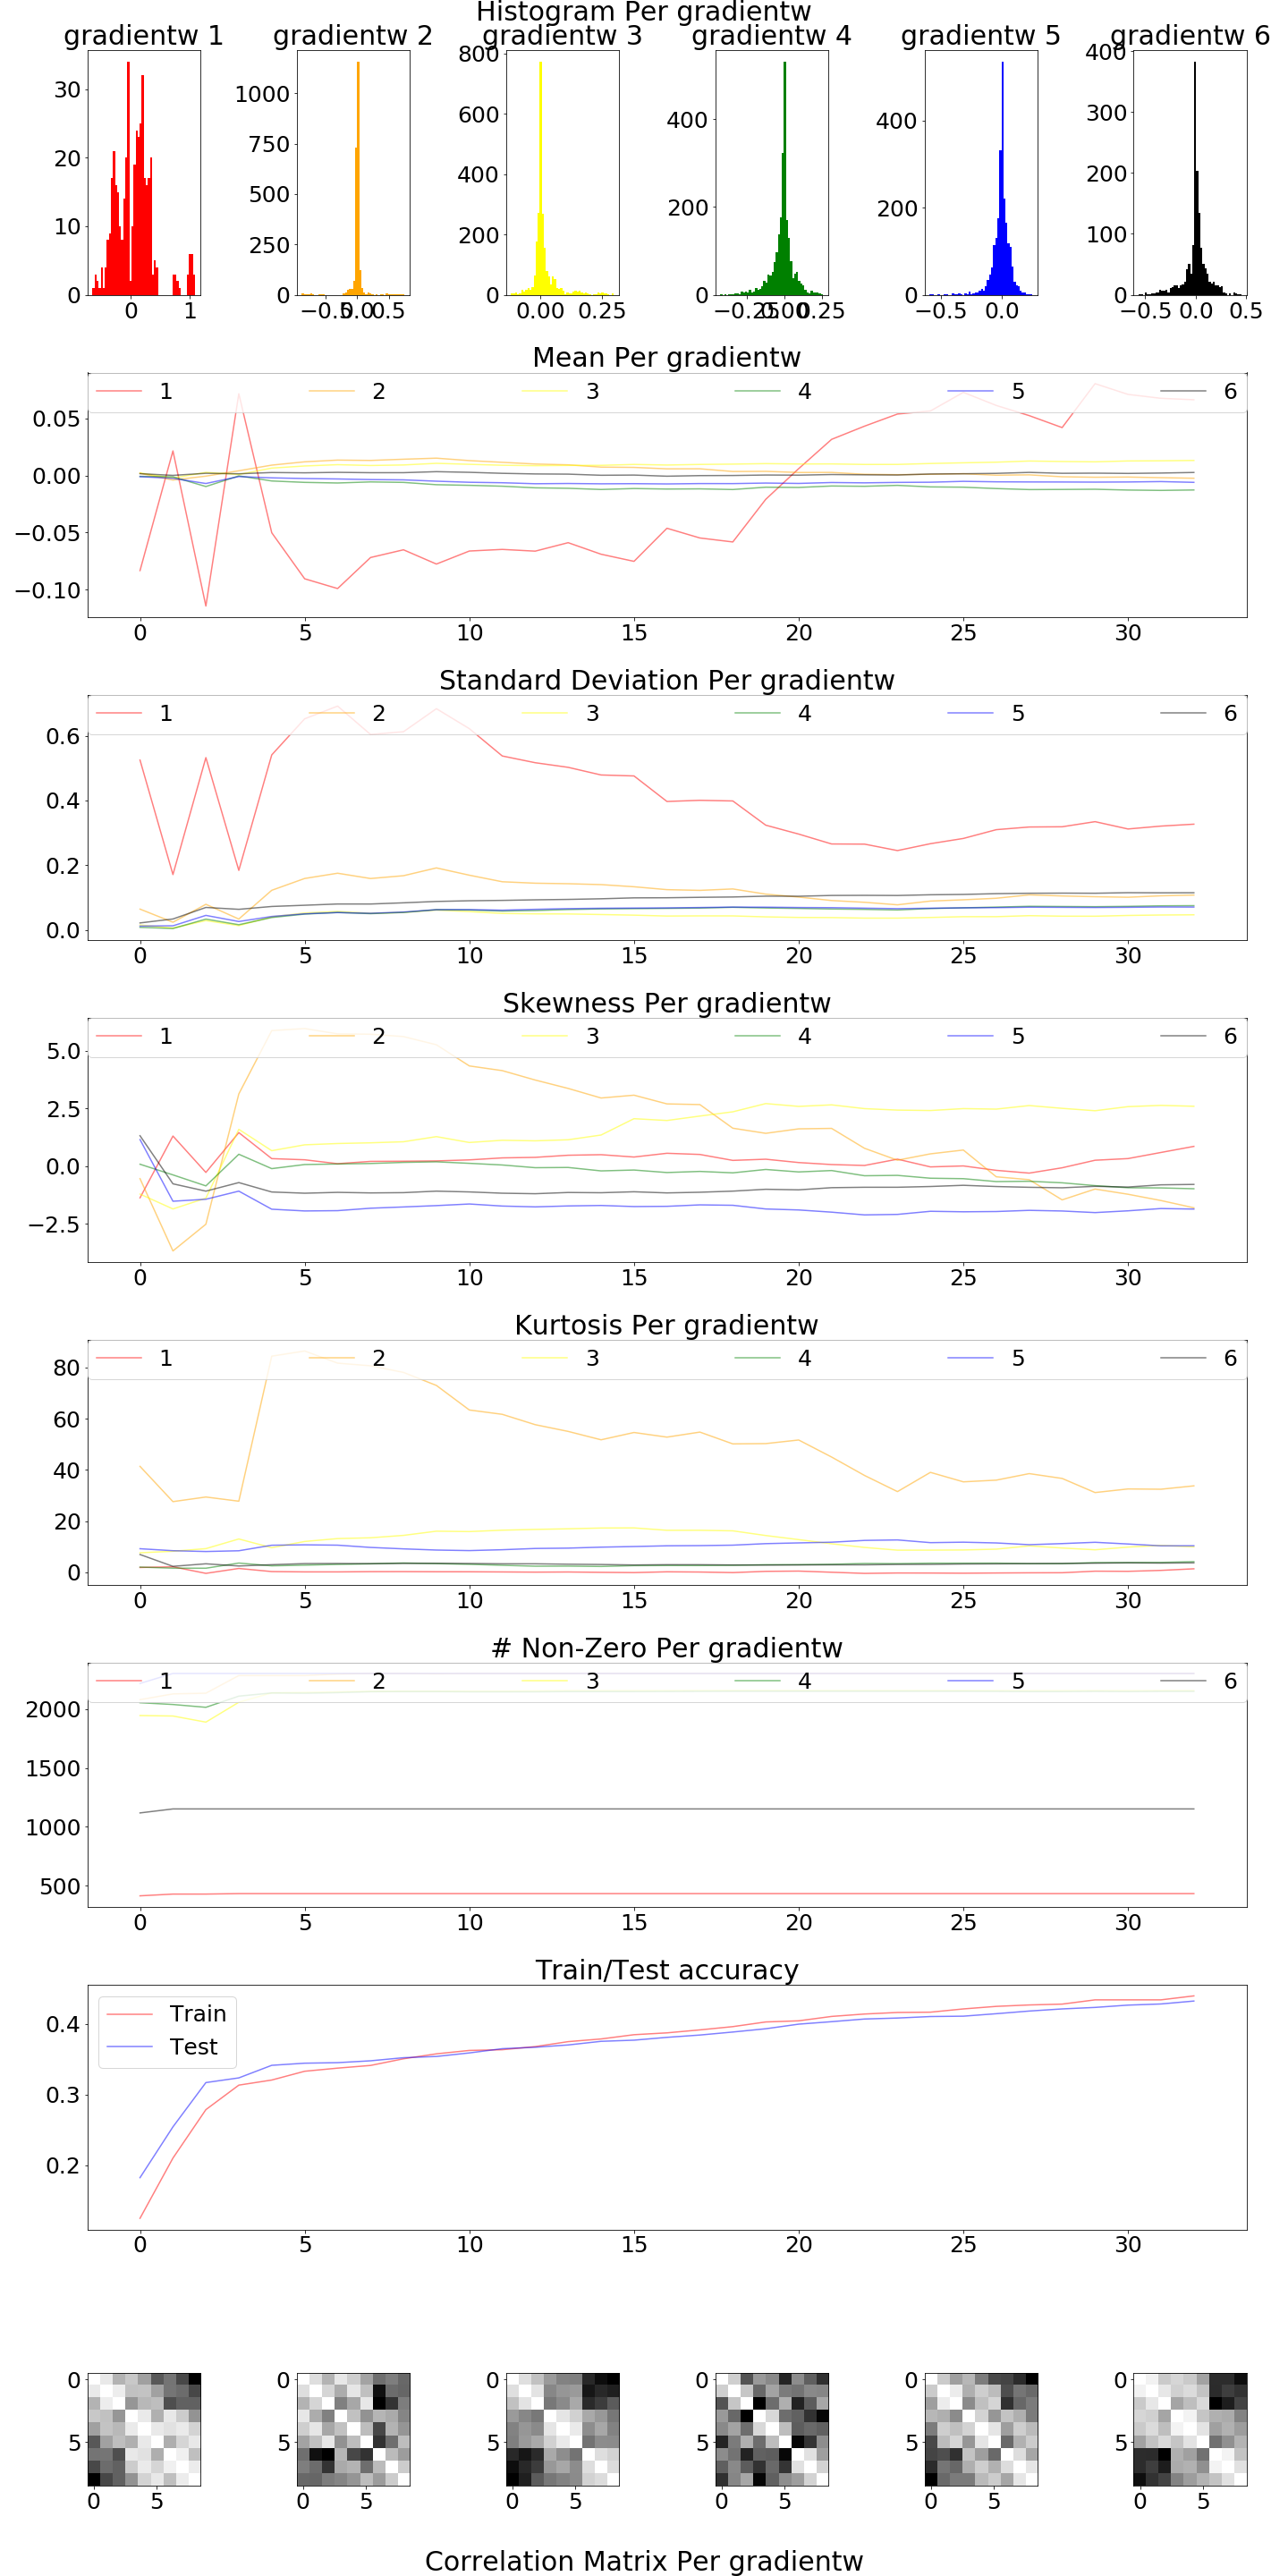 Histogram Per gradientw
gradientw 1 gradientw 2 gradientw 3 gradientw 4 gradientw 5 gradientw 6
30 20 10 0
0 1
1000 750 500 250 0
−0.5 0.0 0.5
800 600 400 200 0
0.00 0.25
400 200 0
−0.25 0.00 0.25
400 200 0
−0.5 0.0
400 300 200 100 0
−0.5 0.0 0.5
Mean Per gradientw
1 2 3 4 5 6
0.05
0.00
−0.05
−0.10
0 5 10 15 20 25 30
Standard Deviation Per gradientw
1 2 3 4 5 6
0.6
0.4
0.2
0.0
0 5 10 15 20 25 30
Skewness Per gradientw
1 2 3 4 5 6
5.0
2.5
0.0
−2.5
0 5 10 15 20 25 30
Kurtosis Per gradientw
1 2 3 4 5 6
80
60
40
20
0
0 5 10 15 20 25 30
# Non-Zero Per gradientw
1 2 3 4 5 6
2000
1500
1000
500
0 5 10 15 20 25 30
Train/Test accuracy
Train
Test
0.4
0.3
0.2
0 5 10 15 20 25 30
0 0 0 0 0 0
5 5 5 5 5 5
0 5 0 5 0 5 0 5 0 5 0 5
Correlation Matrix Per gradientw